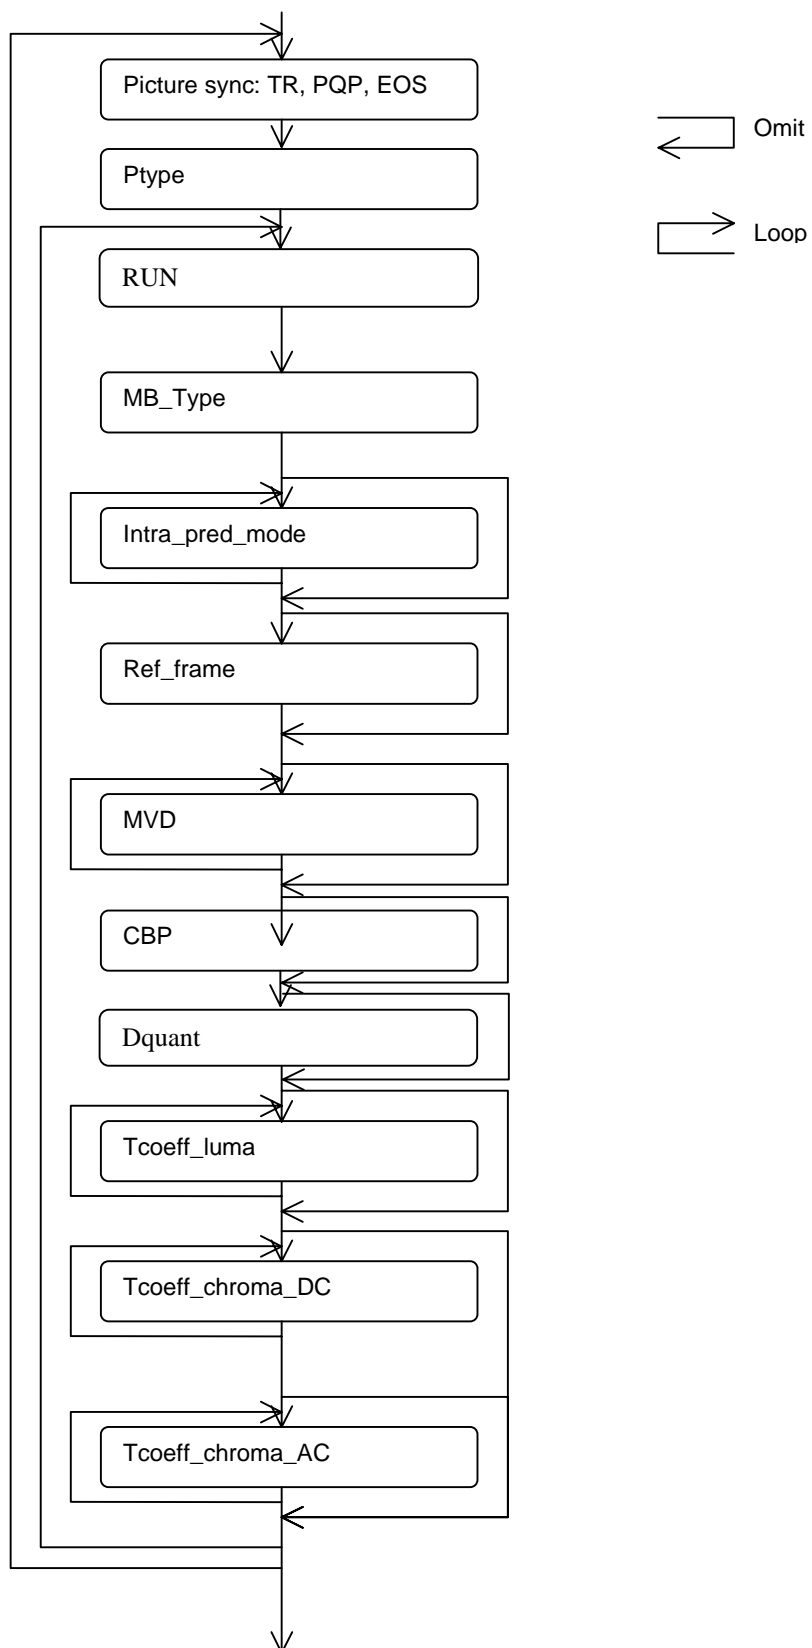 Picture sync: TR, PQP, EOS
Omit
Ptype
Loop
RUN
MB_Type
Intra_pred_mode
Ref_frame
MVD
CBP
Dquant
Tcoeff_luma
Tcoeff_chroma_DC
Tcoeff_chroma_AC